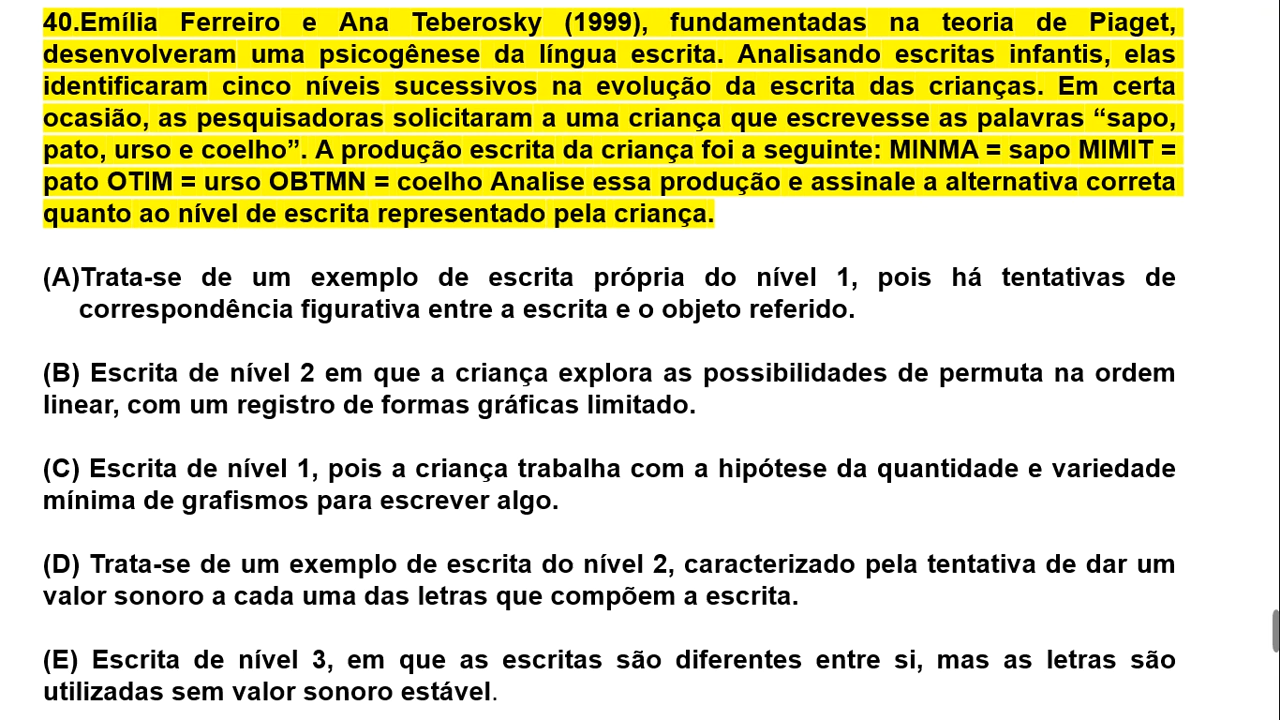 40.Emília Ferreiro e Ana Teberosky (1999), fundamentadas na teoria de Piaget,
desenvolveram uma psicogênese da língua escrita. Analisando escritas infantis, elas
identificaram cinco níveis sucessivos na evolução da escrita das crianças. Em certa
ocasião, as pesquisadoras solicitaram a uma criança que escrevesse as palavras “sapo,
pato, urso e coelho”. A produção escrita da criança foi a seguinte: MINMA = sapo MIMIT =
pato OTIM = urso OBTMN = coelho Analise essa produção e assinale a alternativa correta
quanto ao nível de escrita representado pela criança.
(A)Trata-se de um exemplo de escrita própria do nível 1, pois há tentativas de
correspondência figurativa entre a escrita e o objeto referido.
(B) Escrita de nível 2 em que a criança explora as possibilidades de permuta na ordem
linear, com um registro de formas gráficas limitado.
(C) Escrita de nível 1, pois a criança trabalha com a hipótese da quantidade e variedade
mínima de grafismos para escrever algo.
(D) Trata-se de um exemplo de escrita do nível 2, caracterizado pela tentativa de dar um
valor sonoro a cada uma das letras que compõem a escrita.
(E) Escrita de nível 3, em que as escritas são diferentes entre si, mas as letras são
utilizadas sem valor sonoro estável.